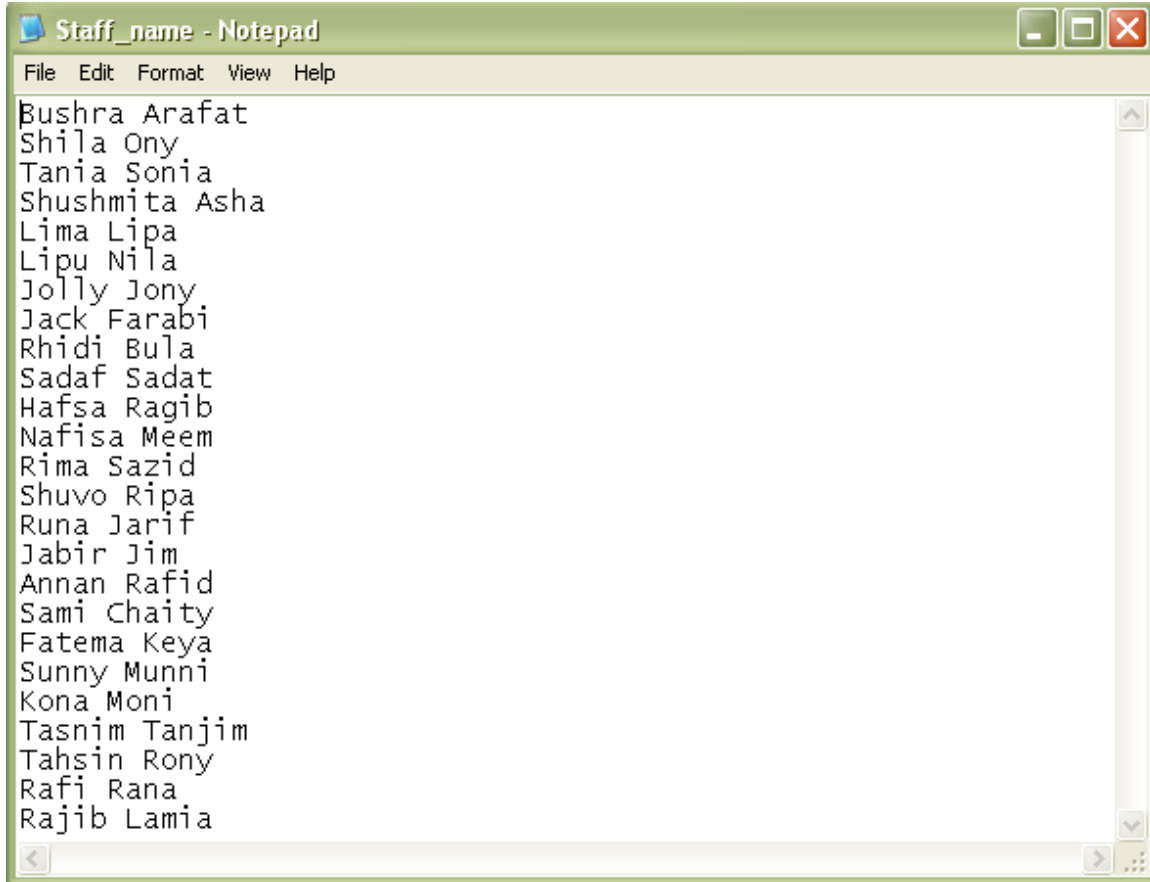 Staff_name - Notepad
File Edit Format View Help
Bushra Arafat
Shila Ony
Tania Sonia
Shushmita Asha
Lima Lipa
Lipu Nila
Jolly Jony
Jack Farabi
Rhidi Bula
Sadaf Sadat
Hafsa Ragib
Nafisa Meem
Rima Sazid
Shuvo Ripa
Runa Jarif
Jabir Jim
Annan Rafid
Sami Chaity
Fatema Keya
Sunny Munni
Kona Moni
Tasnim Tanjim
Tahsin Rony
Rafi Rana
Rajib Lamia